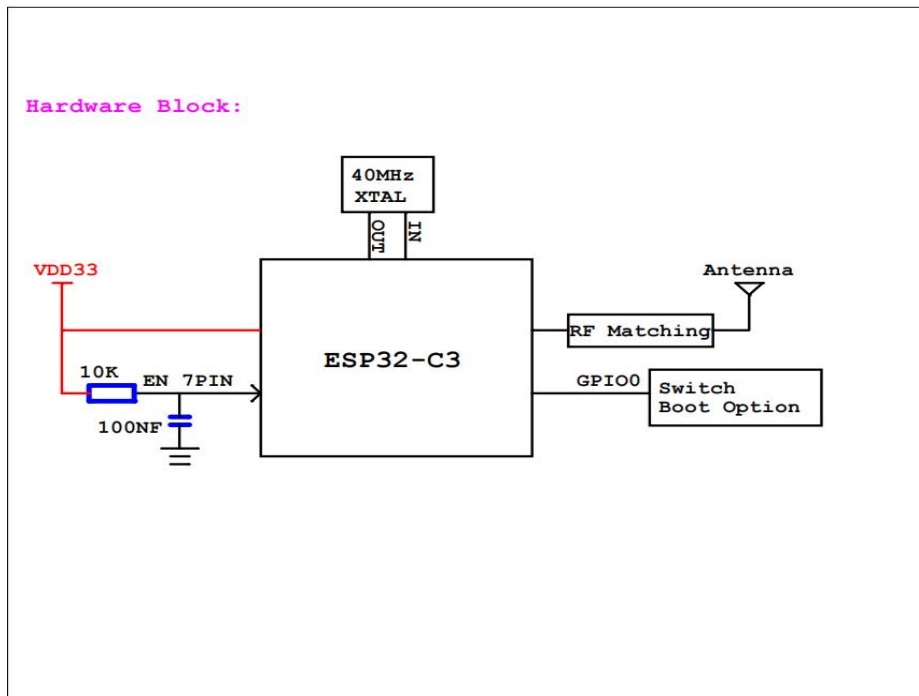 Hardware Block:
40MHz
XTAL
OUT
IN
VDD33
Antenna
RF Matching
ESP32-C3
10K
EN 7PIN
GPIO0
Switch
Boot Option
100NF